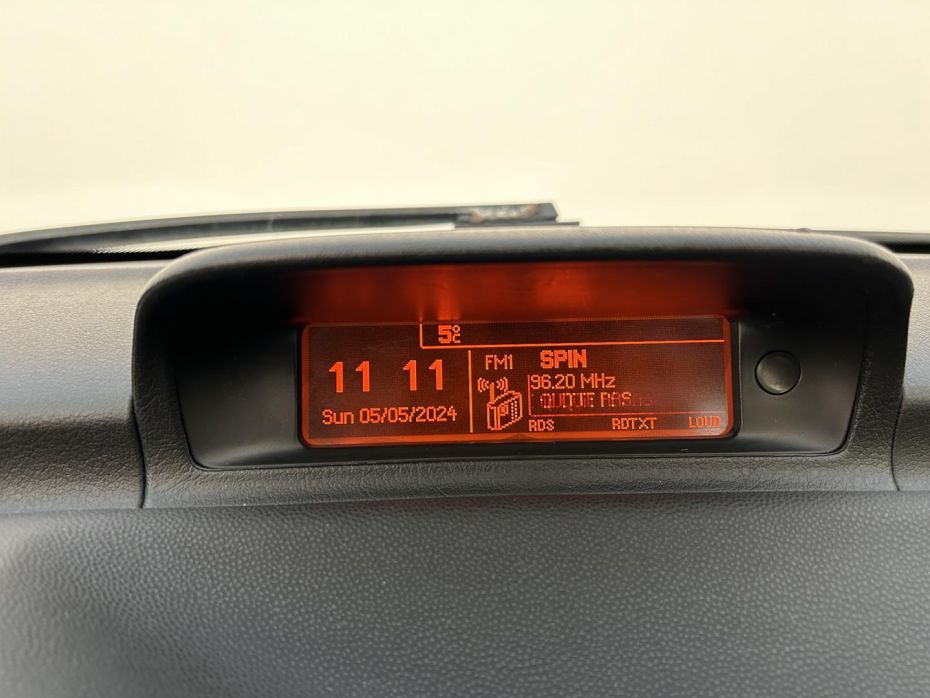 5°C
11 11
Sun 05/05/2024
FM1 SPIN
96.20 MHz
RDS RDTXT LOUD